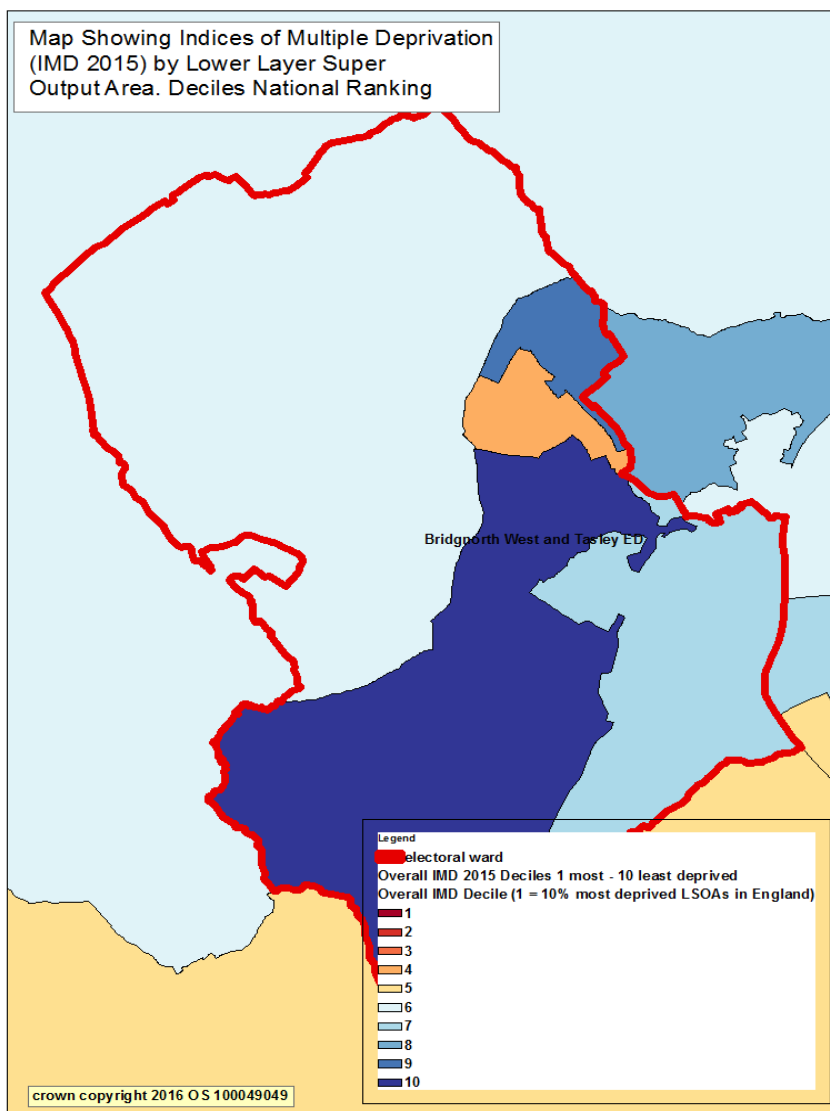 Map Showing Indices of Multiple Deprivation
(IMD 2015) by Lower Layer Super
Output Area. Deciles National Ranking
Bridgnorth West and Tasley ED
Legend
electoral ward
Overall IMD 2015 Deciles 1 most - 10 least deprived
Overall IMD Decile (1 = 10% most deprived LSOAs in England)
1
2
3
4
5
6
7
8
9
10
crown copyright 2016 OS 100049049